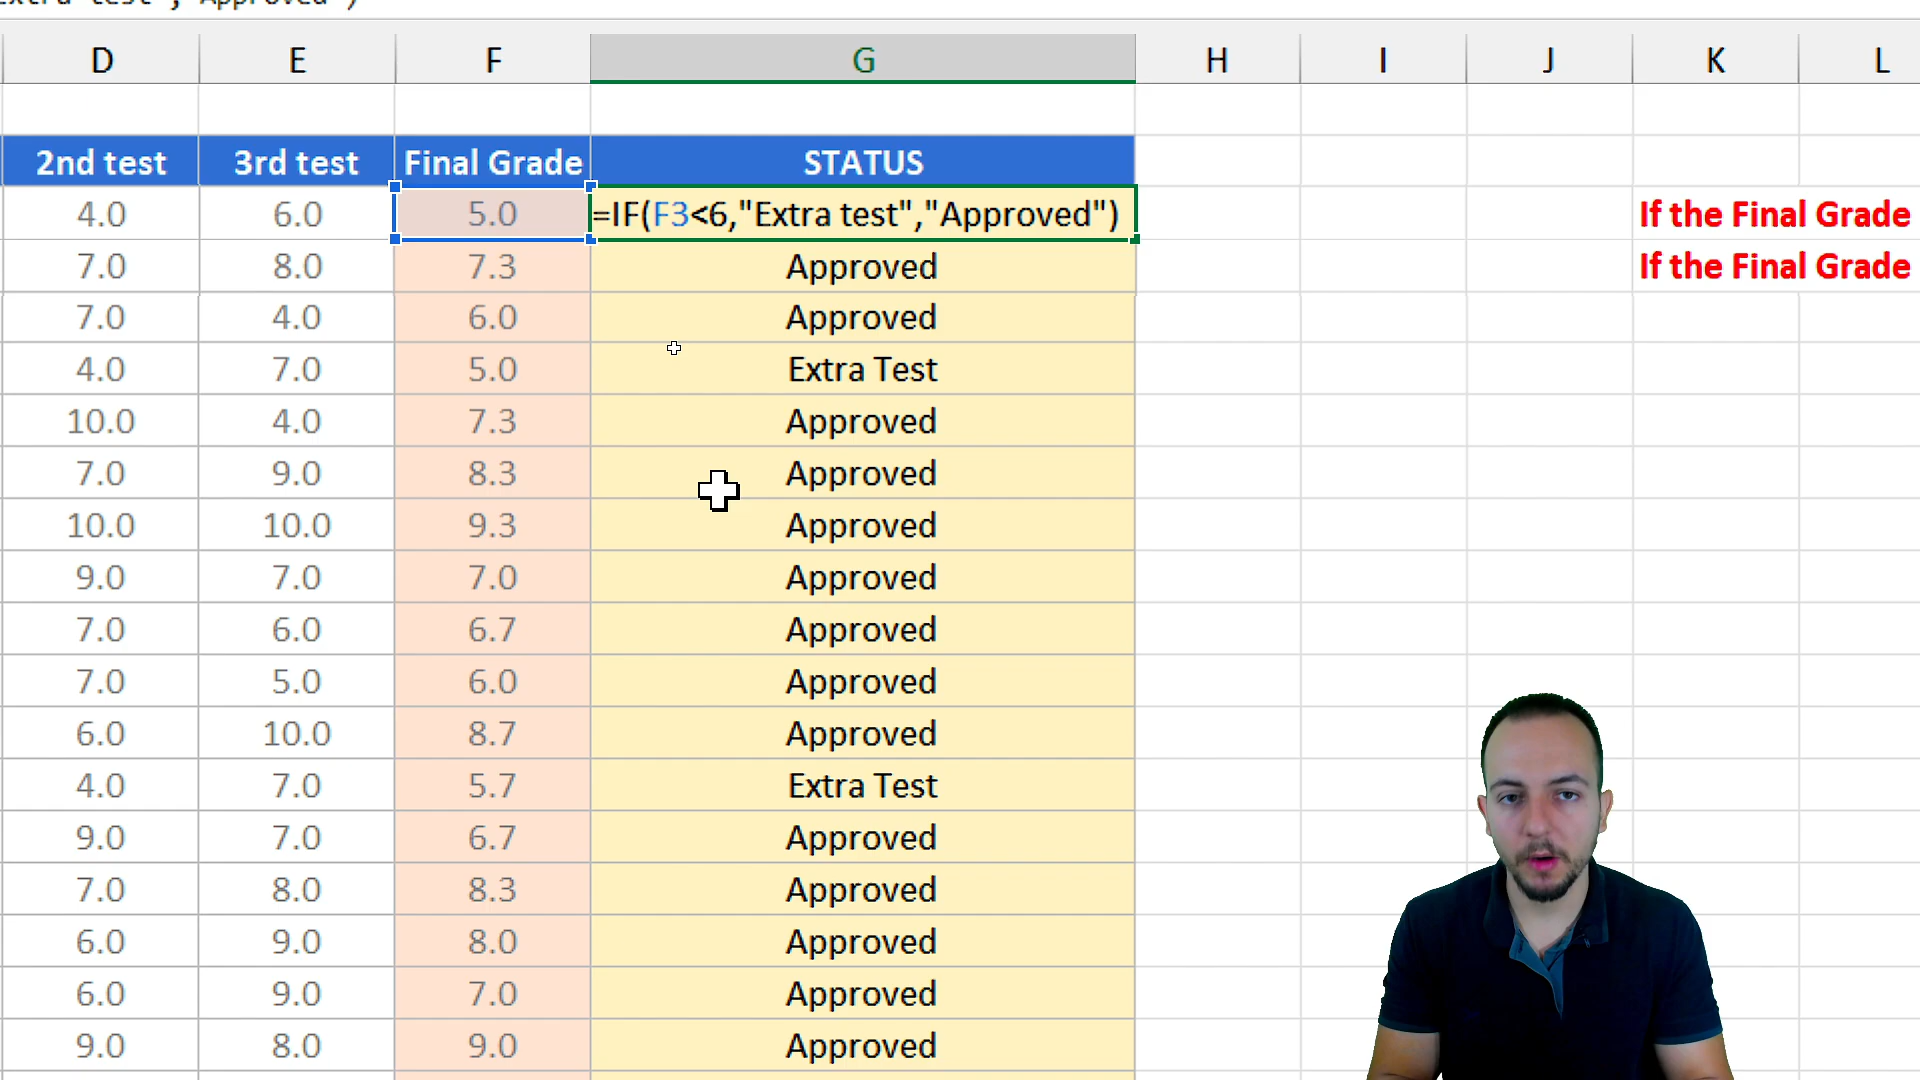 D E F G H I J K L
2nd test 3rd test Final Grade STATUS
4.0 6.0 5.0 =IF(F3<6,"Extra test","Approved") If the Final Grade
7.0 8.0 7.3 Approved If the Final Grade
7.0 4.0 6.0 Approved
4.0 7.0 5.0 Extra Test
10.0 4.0 7.3 Approved
7.0 9.0 8.3 Approved
10.0 10.0 9.3 Approved
9.0 7.0 7.0 Approved
7.0 6.0 6.7 Approved
7.0 5.0 6.0 Approved
6.0 10.0 8.7 Approved
4.0 7.0 5.7 Extra Test
9.0 7.0 6.7 Approved
7.0 8.0 8.3 Approved
6.0 9.0 8.0 Approved
6.0 9.0 7.0 Approved
9.0 8.0 9.0 Approved